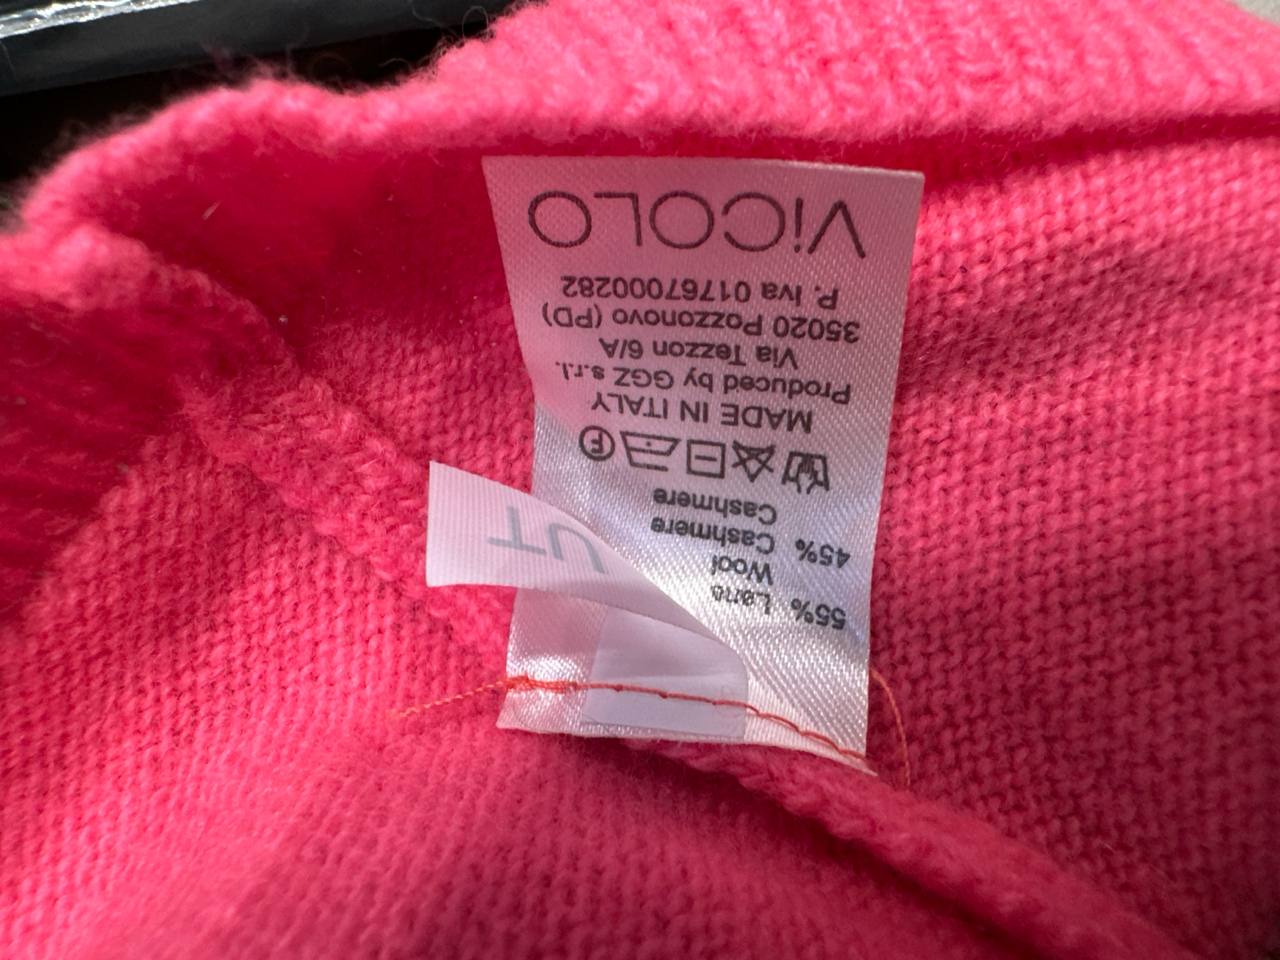 55% Lana
Wool
45% Cashmere
Cashmere
MADE IN ITALY
Produced by GGZ s.r.l.
Via Tezzon 6/A
35020 Pozzonovo (PD)
P. Iva 01767000282
ViCOLO
UT